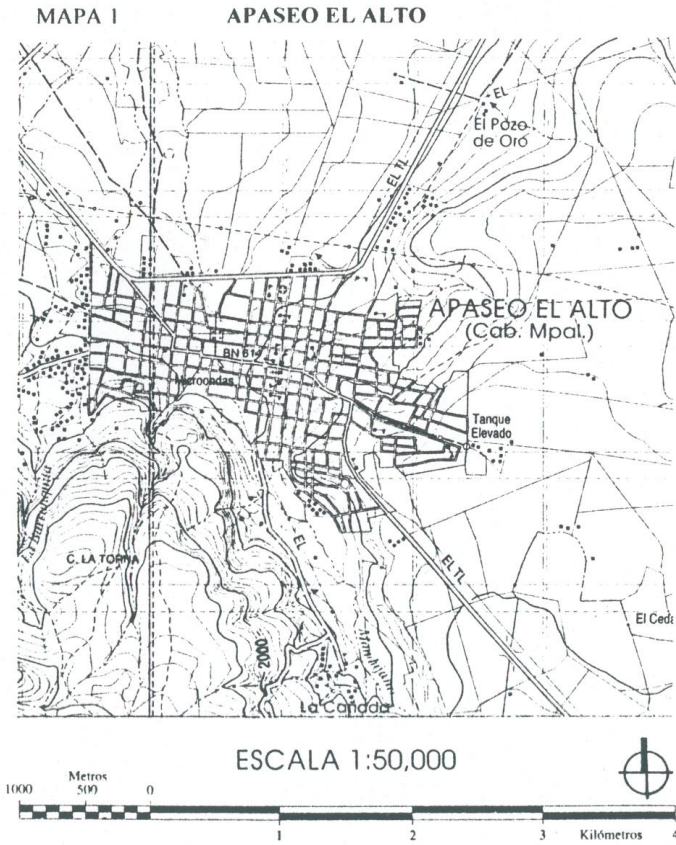 MAPA 1
APASEO EL ALTO
EL
El Pozo
de Oro
EL TL
APASEO EL ALTO
(Cab. Mpal.)
BN 61
Microondas
Tanque
Elevado
C. LA TORNA
EL
EL TL
2000
El Ced
La Cañada
ESCALA 1:50,000
Metros
1000 500 0
1 2 3 Kilómetros 4